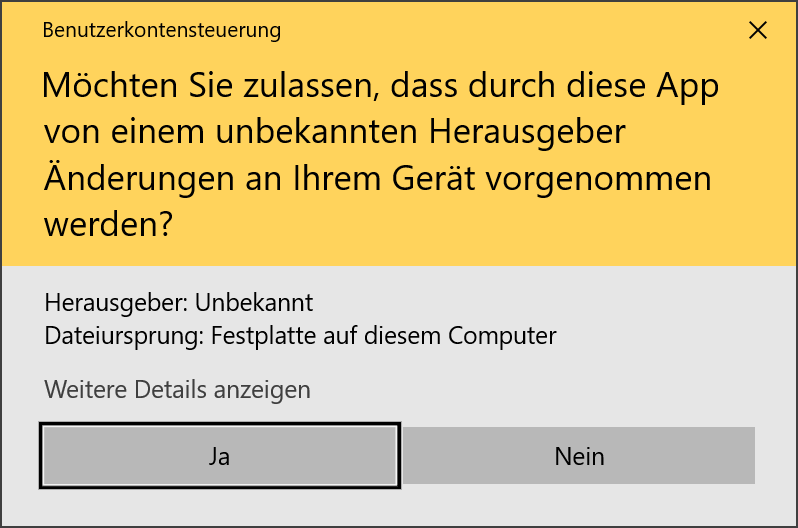 Benutzerkontensteuerung
Möchten Sie zulassen, dass durch diese App
von einem unbekannten Herausgeber
Änderungen an Ihrem Gerät vorgenommen
werden?
Herausgeber: Unbekannt
Dateiursprung: Festplatte auf diesem Computer
Weitere Details anzeigen
Ja
Nein